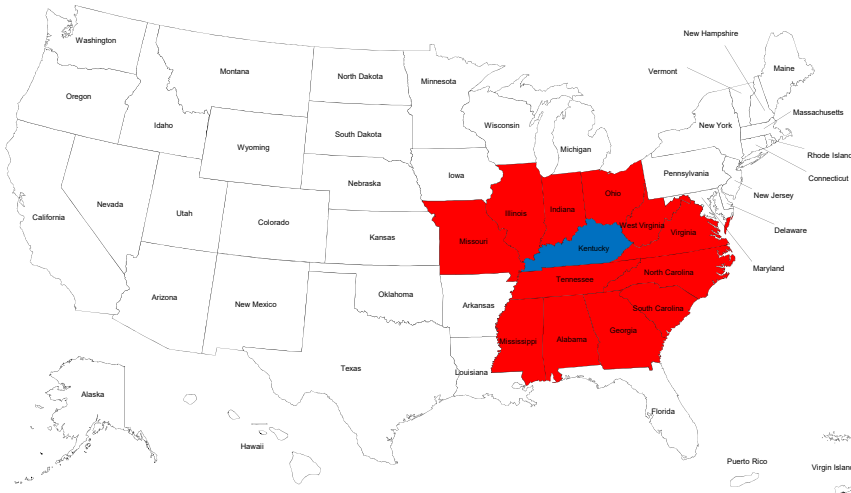 New Hampshire
Washington
Vermont
Maine
Montana
North Dakota
Minnesota
Oregon
Massachusetts
Idaho
South Dakota
Wisconsin
New York
Wyoming
Michigan
Rhode Island
Iowa
Pennsylvania
Connecticut
Nebraska
Ohio
New Jersey
Nevada
Utah
Illinois
Indiana
California
Colorado
West Virginia
Virginia
Delaware
Kansas
Missouri
Kentucky
Maryland
Tennessee
North Carolina
Arizona
New Mexico
Oklahoma
Arkansas
South Carolina
Georgia
Mississippi
Alabama
Texas
Louisiana
Alaska
Florida
Hawaii
Puerto Rico
Virgin Islan